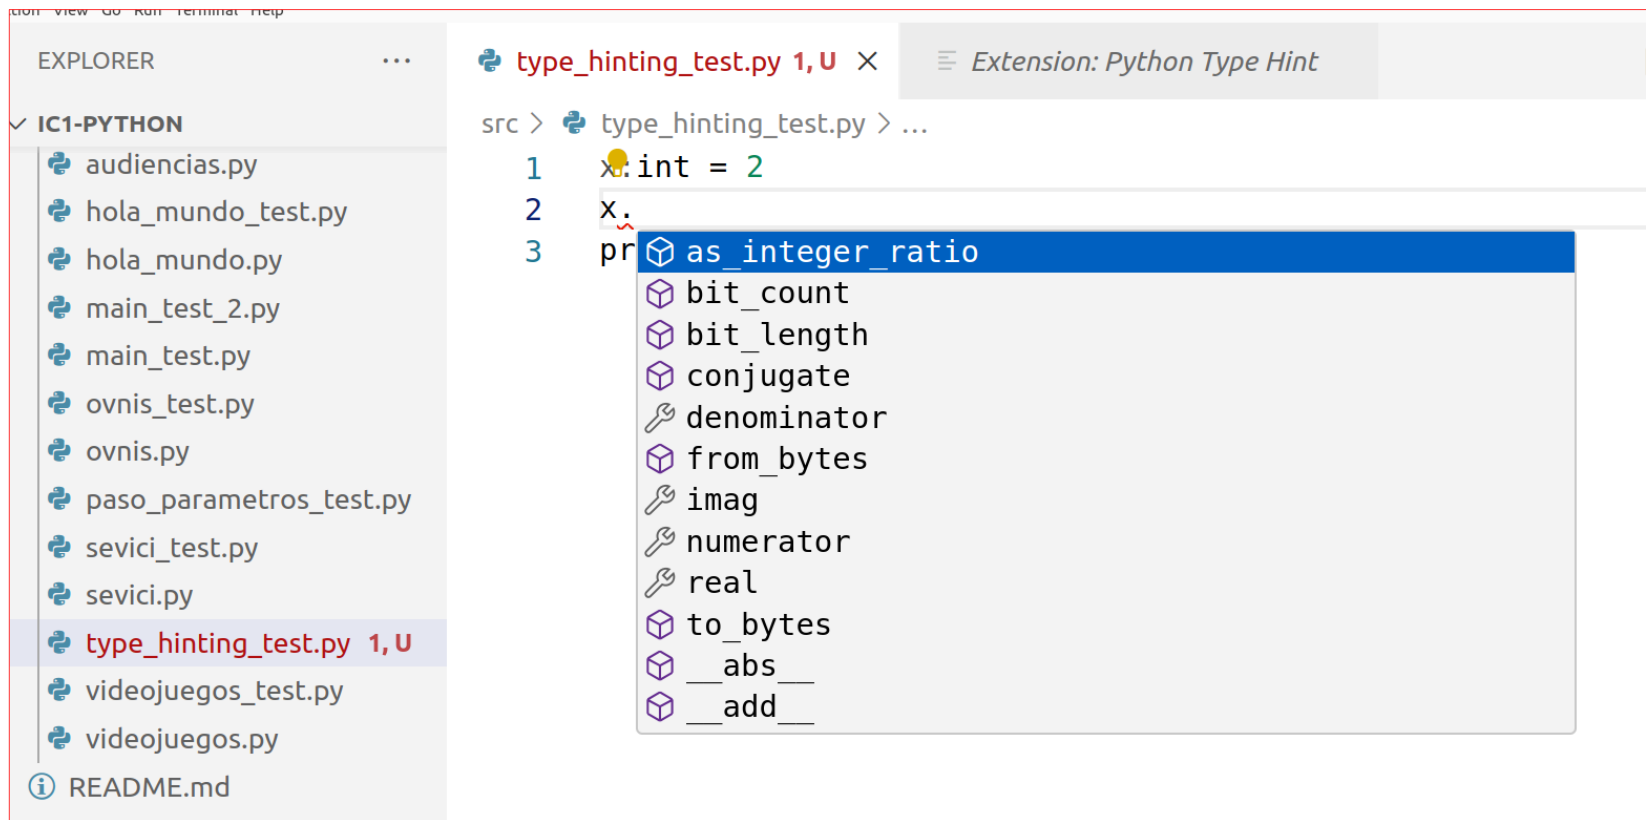 View Go Run Terminal Help
EXPLORER ...
type_hinting_test.py 1, U
Extension: Python Type Hint
IC1-PYTHON
src > type_hinting_test.py > ...
audiencias.py
hola_mundo_test.py
hola_mundo.py
main_test_2.py
main_test.py
ovnis_test.py
ovnis.py
paso_parametros_test.py
sevici_test.py
sevici.py
type_hinting_test.py 1, U
videojuegos_test.py
videojuegos.py
README.md
1 x:int = 2
2 x.
3 pr
as_integer_ratio
bit_count
bit_length
conjugate
denominator
from_bytes
imag
numerator
real
to_bytes
__abs__
__add__